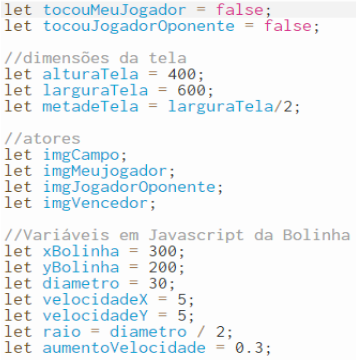 let tocouMeuJogador = false;
let tocouJogadorOponente = false;
//dimensões da tela
let alturaTela = 400;
let larguraTela = 600;
let metadeTela = larguraTela/2;
//atores
let imgCampo;
let imgMeujogador;
let imgJogadorOponente;
let imgVencedor;
//Variáveis em Javascript da Bolinha
let xBolinha = 300;
let yBolinha = 200;
let diametro = 30;
let velocidadeX = 5;
let velocidadeY = 5;
let raio = diametro / 2;
let aumentoVelocidade = 0.3;